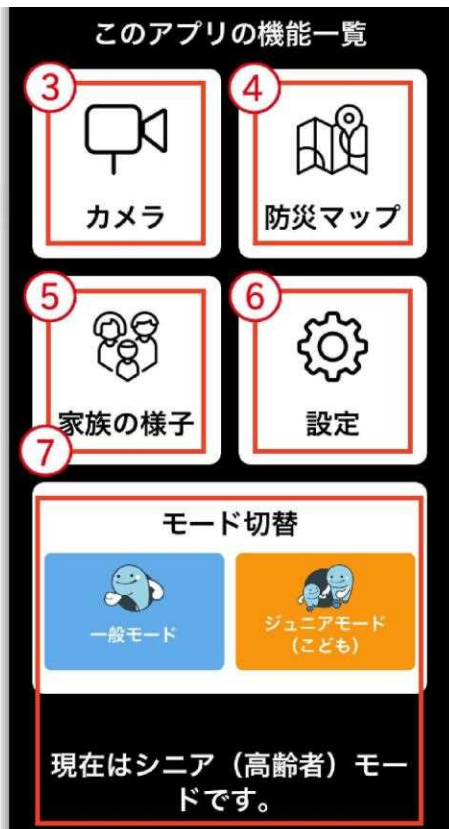 このアプリの機能一覧
③
④
カメラ
防災マップ
⑤
⑥
家族の様子
設定
⑦
モード切替
一般モード
ジュニアモード
(こども)
現在はシニア（高齢者）モー
ドです。